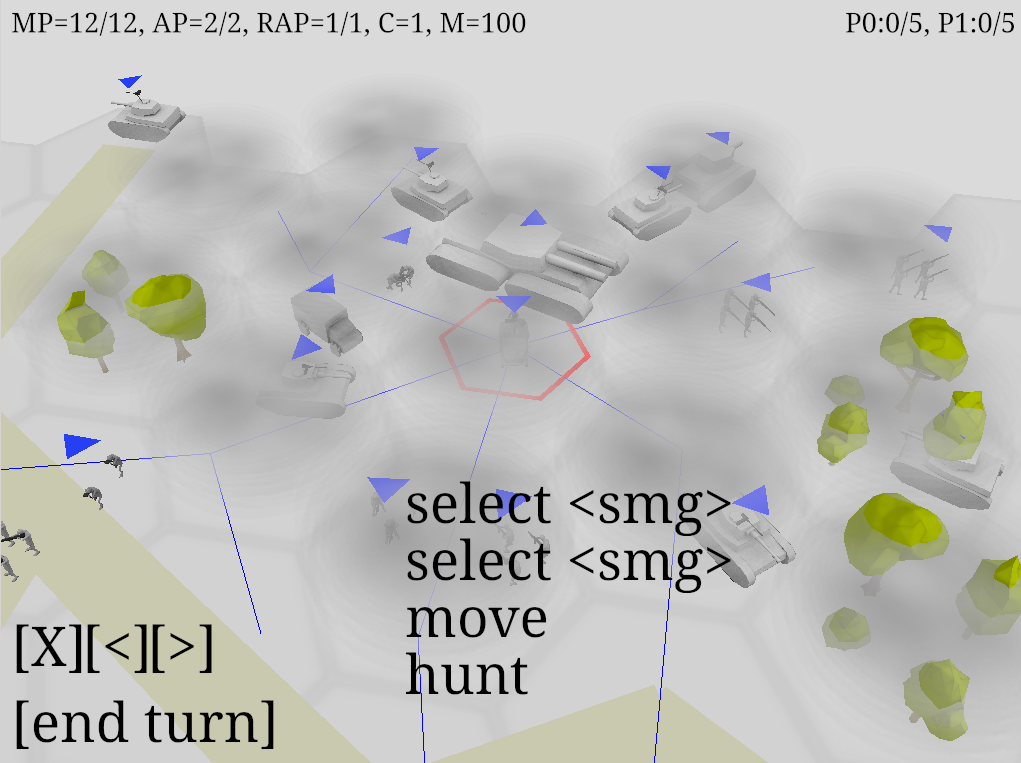 MP=12/12, AP=2/2, RAP=1/1, C=1, M=100
P0:0/5, P1:0/5
select <smg>
select <smg>
move
hunt
[X][<][>]
[end turn]